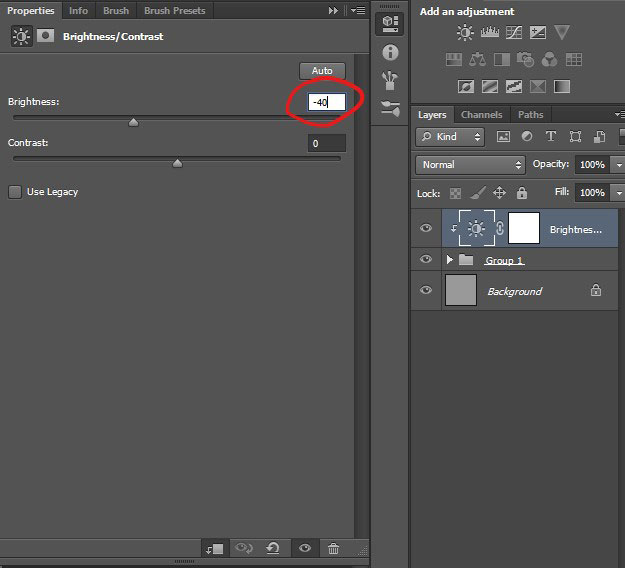 Properties Info Brush Brush Presets
Brightness/Contrast
Auto
Brightness: -40
Contrast: 0
Use Legacy
Add an adjustment
Layers Channels Paths
Kind
Normal Opacity: 100%
Lock: Fill: 100%
Brightnes...
Group 1
Background